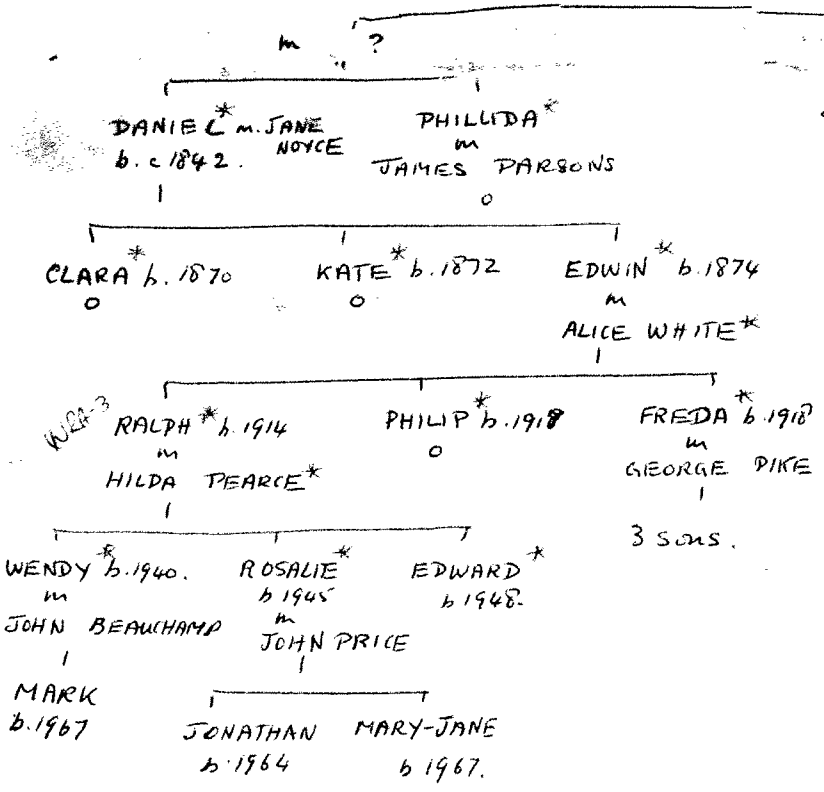 m ?
DANIEL* m. JANE NOYCE
b. c 1842.
PHILLIDA*
m
JAMES PARSONS
o
CLARA* b. 1870
o
KATE* b. 1872
o
EDWIN* b. 1874
m
ALICE WHITE*
RALPH* b. 1914
m
HILDA PEARCE*
PHILIP* b. 1918
o
FREDA* b. 1918
m
GEORGE PIKE
3 sons.
WENDY* b. 1940.
m
JOHN BEAUCHAMP
MARK
b. 1967
ROSALIE*
b 1945
m
JOHN PRICE
EDWARD*
b 1948.
JONATHAN
b. 1964
MARY-JANE
b 1967.